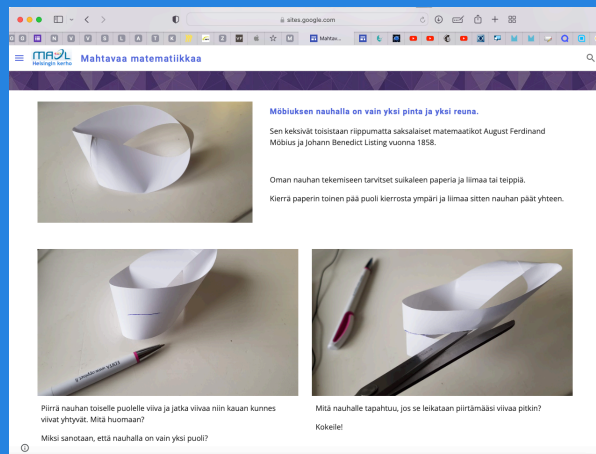 sites.google.com
Mahtav...
MAOL
Helsingin kerho
Mahtavaa matematiikkaa
Möbiuksen nauhalla on vain yksi pinta ja yksi reuna.
Sen keksivät toisistaan riippumatta saksalaiset matemaatikot August Ferdinand
Möbius ja Johann Benedict Listing vuonna 1858.
Oman nauhan tekemiseen tarvitset suikaleen paperia ja liimaa tai teippiä.
Kierrä paperin toinen pää puoli kierrosta ympäri ja liimaa sitten nauhan päät yhteen.
Piirrä nauhan toiselle puolelle viiva ja jatka viivaa niin kauan kunnes
viivat yhtyvät. Mitä huomaan?
Miksi sanotaan, että nauhalla on vain yksi puoli?
Mitä nauhalle tapahtuu, jos se leikataan piirtämääsi viivaa pitkin?
Kokeile!